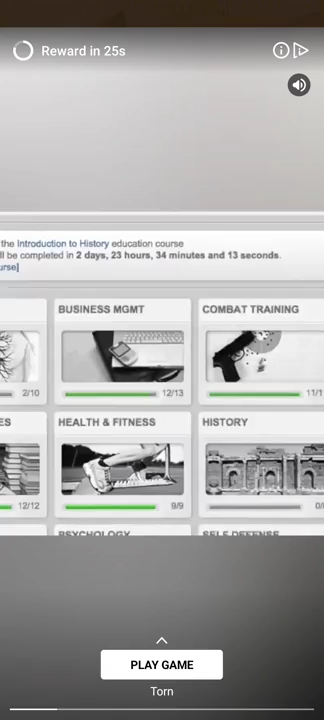 Reward in 25s
the Introduction to History education course
ll be completed in 2 days, 23 hours, 34 minutes and 13 seconds.
urse]
BUSINESS MGMT
COMBAT TRAINING
2/10
12/13
11/1
ES
HEALTH & FITNESS
HISTORY
12/12
9/9
0/
PSYCHOLOGY
SELF DEFENSE
PLAY GAME
Torn